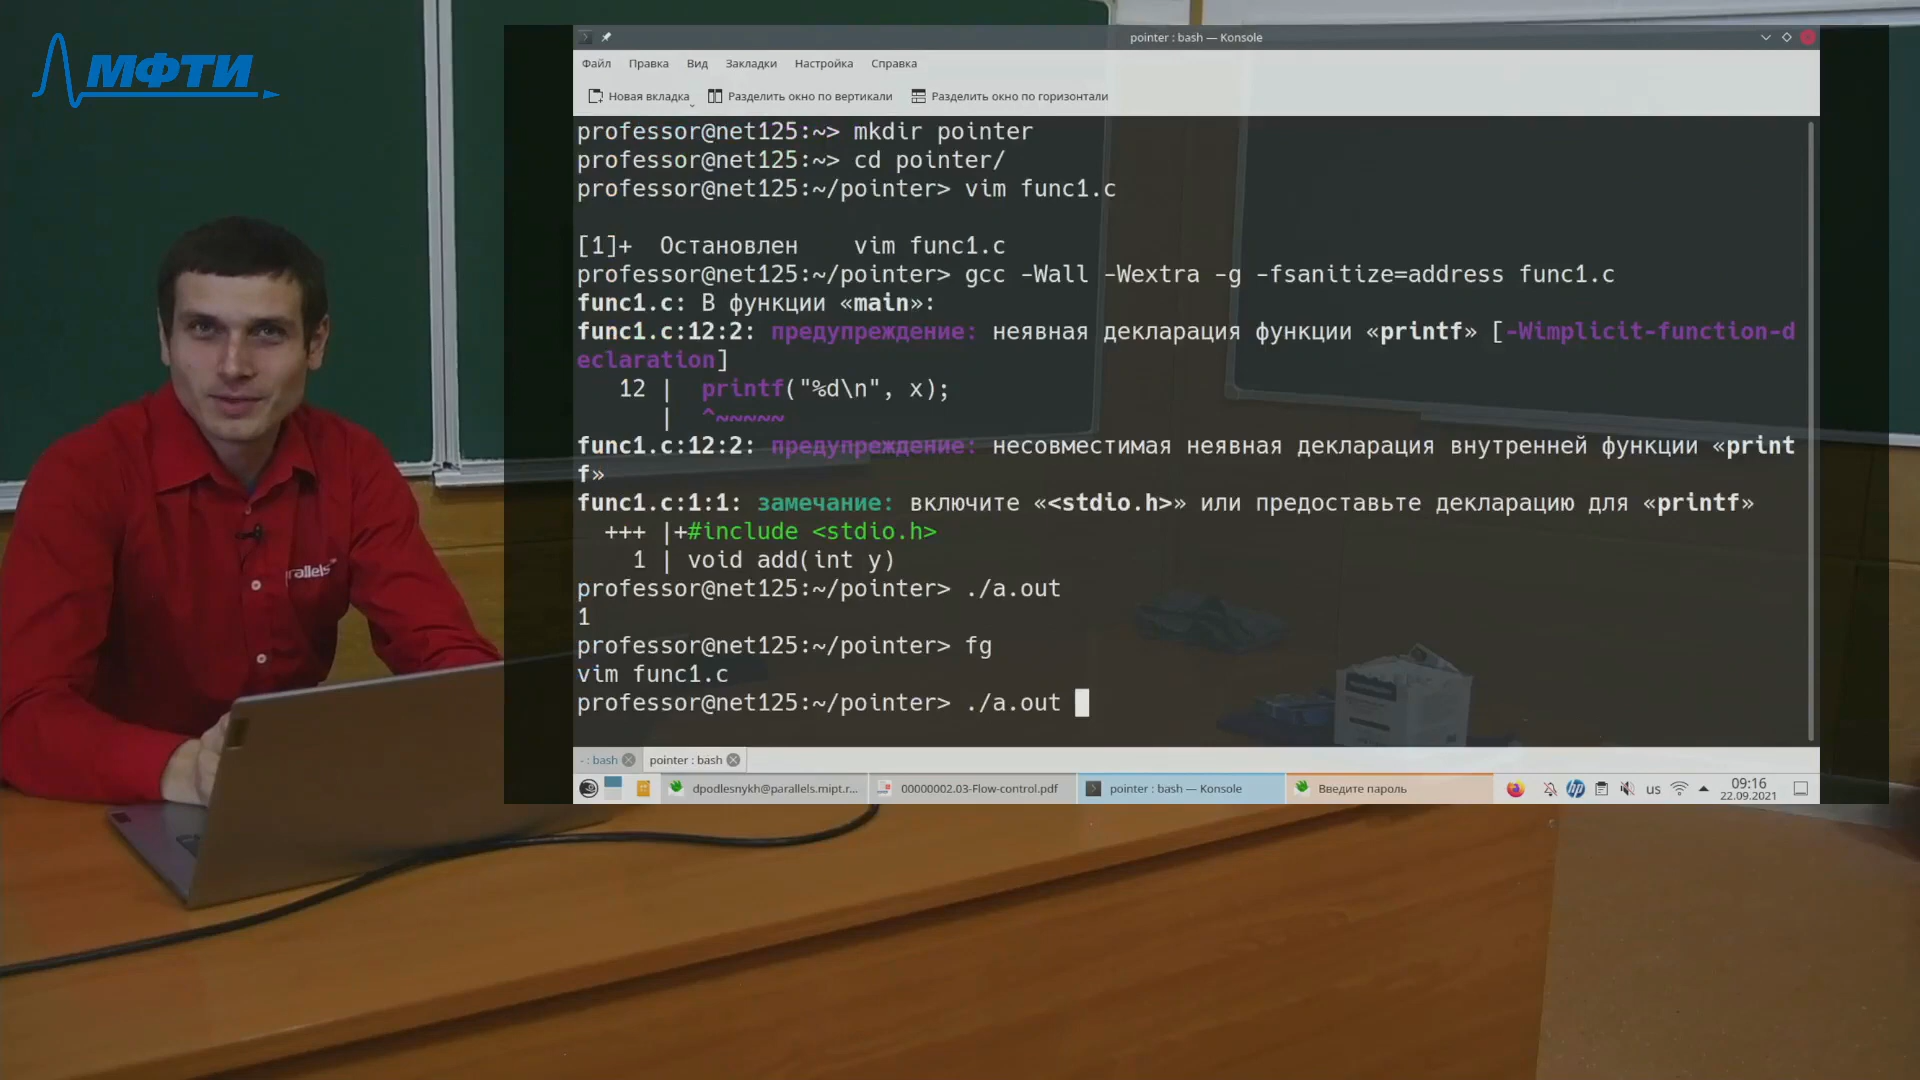 МФТИ
pointer : bash — Konsole
Файл Правка Вид Закладки Настройка Справка
Новая вкладка Разделить окно по вертикали Разделить окно по горизонтали
professor@net125:~> mkdir pointer
professor@net125:~> cd pointer/
professor@net125:~/pointer> vim func1.c
[1]+ Остановлен vim func1.c
professor@net125:~/pointer> gcc -Wall -Wextra -g -fsanitize=address func1.c
func1.c: В функции «main»:
func1.c:12:2: предупреждение: неявная декларация функции «printf» [-Wimplicit-function-d
eclaration]
12 | printf("%d\n", x);
| ^~~~~~
func1.c:12:2: предупреждение: несовместимая неявная декларация внутренней функции «print
f»
func1.c:1:1: замечание: включите «<stdio.h>» или предоставьте декларацию для «printf»
+++ |+#include <stdio.h>
1 | void add(int y)
professor@net125:~/pointer> ./a.out
1
professor@net125:~/pointer> fg
vim func1.c
professor@net125:~/pointer> ./a.out
rallels
- : bash pointer : bash
dpodlesnykh@parallels.mipt.r... 00000002.03-Flow-control.pdf pointer : bash — Konsole Введите пароль us 09:16
22.09.2021